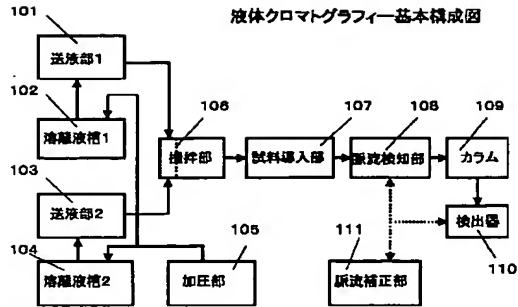 液体クロマトグラフィー基本構成図
101
送液部1
102
溶離液槽1
103
送液部2
104
溶離液槽2
加圧部
105
106
撹拌部
107
試料導入部
108
脈流検知部
109
カラム
検出器
110
111
脈流補正部